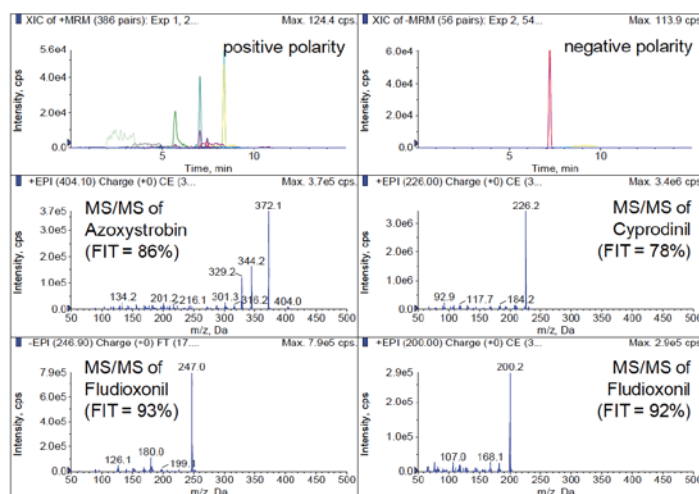 XIC of +MRM (386 pairs): Exp 1, 2... Max. 124.4 cps.
positive polarity
Intensity, cps
5.6e4
4.0e4
2.0e4
0.0
5 10
Time, min
XIC of -MRM (56 pairs): Exp 2, 54... Max. 113.9 cps.
negative polarity
Intensity, cps
6.0e4
4.0e4
2.0e4
0.0
5 10
Time, min
+EPI (404.10) Charge (+0) CE (3... Max. 3.7e5 cps.
MS/MS of
Azoxystrobin
(FIT = 86%)
Intensity, cps
3.7e5
3.0e5
2.0e5
1.0e5
0.0
372.1
344.2
329.2
134.2 201.2 216.1 301.3 316.2 404.0
50 100 150 200 250 300 350 400 450 500
m/z, Da
+EPI (226.00) Charge (+0) CE (3... Max. 3.4e6 cps.
MS/MS of
Cyprodinil
(FIT = 78%)
Intensity, cps
3.0e6
2.0e6
1.0e6
0.0
226.2
92.9 117.7 184.2
50 100 150 200 250 300 350 400 450 500
m/z, Da
-EPI (246.90) Charge (+0) FT (17.... Max. 7.9e5 cps.
MS/MS of
Fludioxonil
(FIT = 93%)
Intensity, cps
7.9e5
6.0e5
4.0e5
2.0e5
0.0
247.0
126.1 180.0 199.
50 100 150 200 250 300 350 400 450 500
m/z, Da
+EPI (200.00) Charge (+0) CE (3... Max. 2.9e5 cps.
MS/MS of
Fludioxonil
(FIT = 92%)
Intensity, cps
2.9e5
2.0e5
1.0e5
0.0
200.2
107.0 168.1
50 100 150 200 250 300 350 400 450 500
m/z, Da